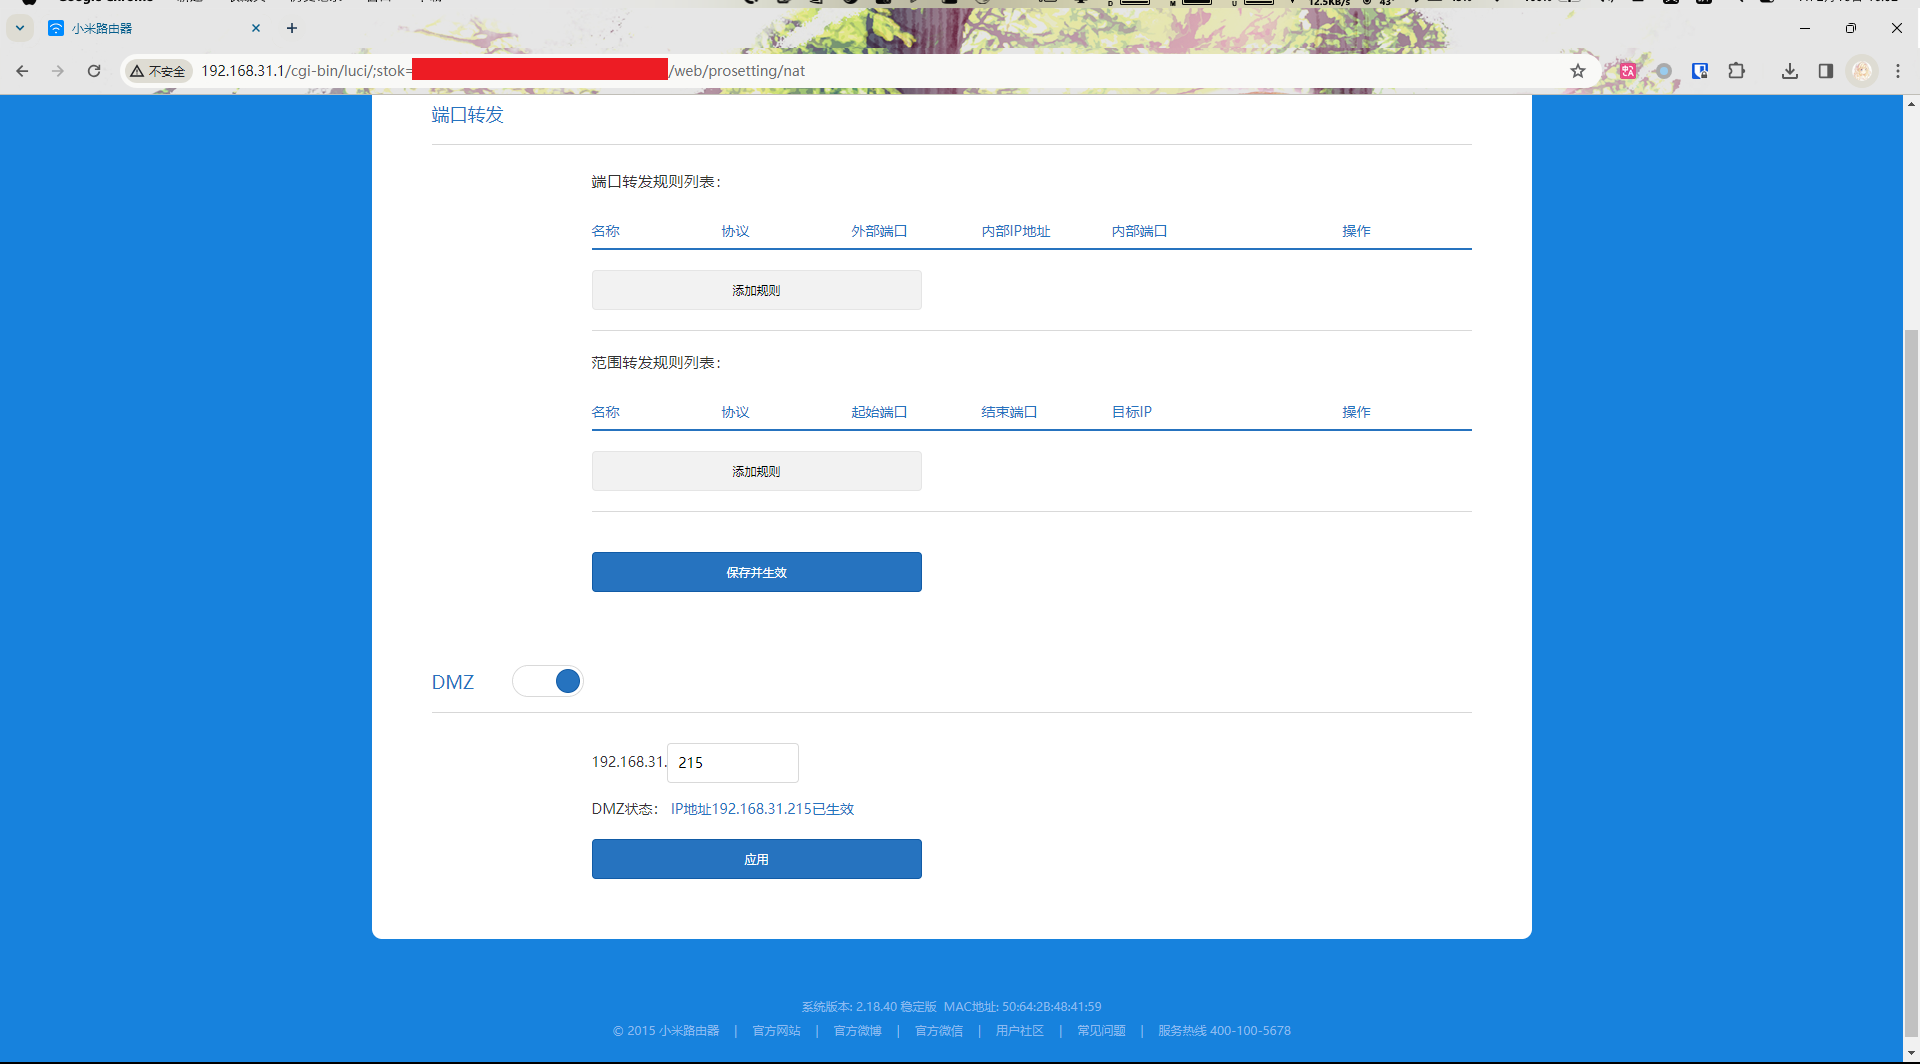 小米路由器
不安全
192.168.31.1/cgi-bin/luci/;stok=
/web/prosetting/nat
端口转发
端口转发规则列表:
名称 协议 外部端口 内部IP地址 内部端口 操作
添加规则
范围转发规则列表:
名称 协议 起始端口 结束端口 目标IP 操作
添加规则
保存并生效
DMZ
192.168.31. 215
DMZ状态: IP地址192.168.31.215已生效
应用
系统版本: 2.18.40 稳定版 MAC地址: 50:64:2B:48:41:59
© 2015 小米路由器 | 官方网站 | 官方微博 | 官方微信 | 用户社区 | 常见问题 | 服务热线 400-100-5678